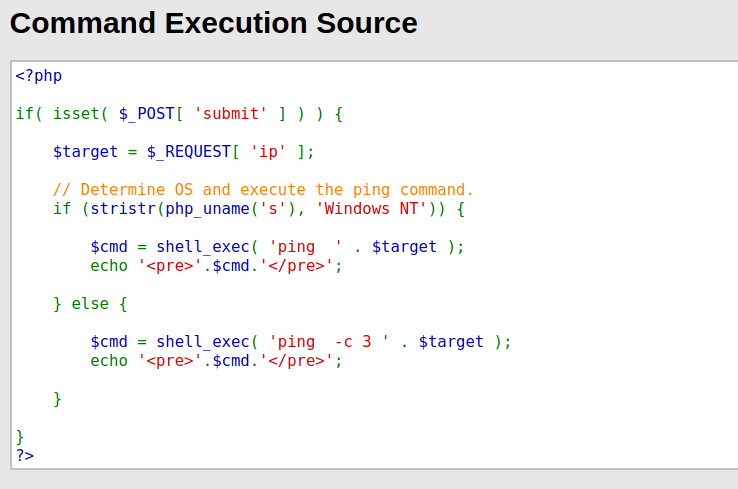 Command Execution Source
<?php
if( isset( $_POST[ 'submit' ] ) ) {
    $target = $_REQUEST[ 'ip' ];
    // Determine OS and execute the ping command.
    if (stristr(php_uname('s'), 'Windows NT')) {
        $cmd = shell_exec( 'ping  ' . $target );
        echo '<pre>'.$cmd.'</pre>';
    } else {
        $cmd = shell_exec( 'ping  -c 3 ' . $target );
        echo '<pre>'.$cmd.'</pre>';
    }
}
?>